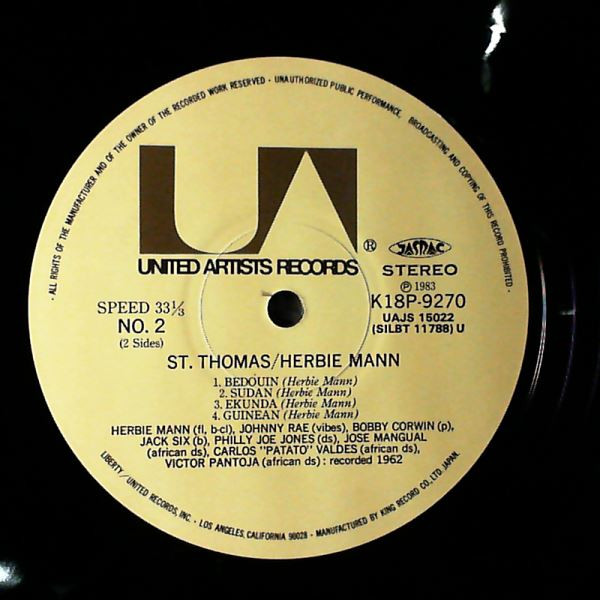 · ALL RIGHTS OF THE MANUFACTURER AND OF THE OWNER OF THE RECORDED WORK RESERVED · UNAUTHORIZED PUBLIC PERFORMANCE, BROADCASTING AND COPYING OF THIS RECORD PROHIBITED ·
UA
UNITED ARTISTS RECORDS ®
JASRAC
STEREO
SPEED 33⅓
NO. 2
(2 Sides)
℗ 1983
K18P-9270
UAJS 15022
(SILBT 11788) U
ST. THOMAS/HERBIE MANN
1. BEDOUIN (Herbie Mann)
2. SUDAN (Herbie Mann)
3. EKUNDA (Herbie Mann)
4. GUINEAN (Herbie Mann)
HERBIE MANN (fl, b-cl), JOHNNY RAE (vibes), BOBBY CORWIN (p),
JACK SIX (b), PHILLY JOE JONES (ds), JOSE MANGUAL
(african ds), CARLOS "PATATO" VALDES (african ds),
VICTOR PANTOJA (african ds) : recorded 1962
LIBERTY/UNITED RECORDS, INC. · LOS ANGELES, CALIFORNIA 90028 · MANUFACTURED BY KING RECORD CO., LTD. JAPAN.